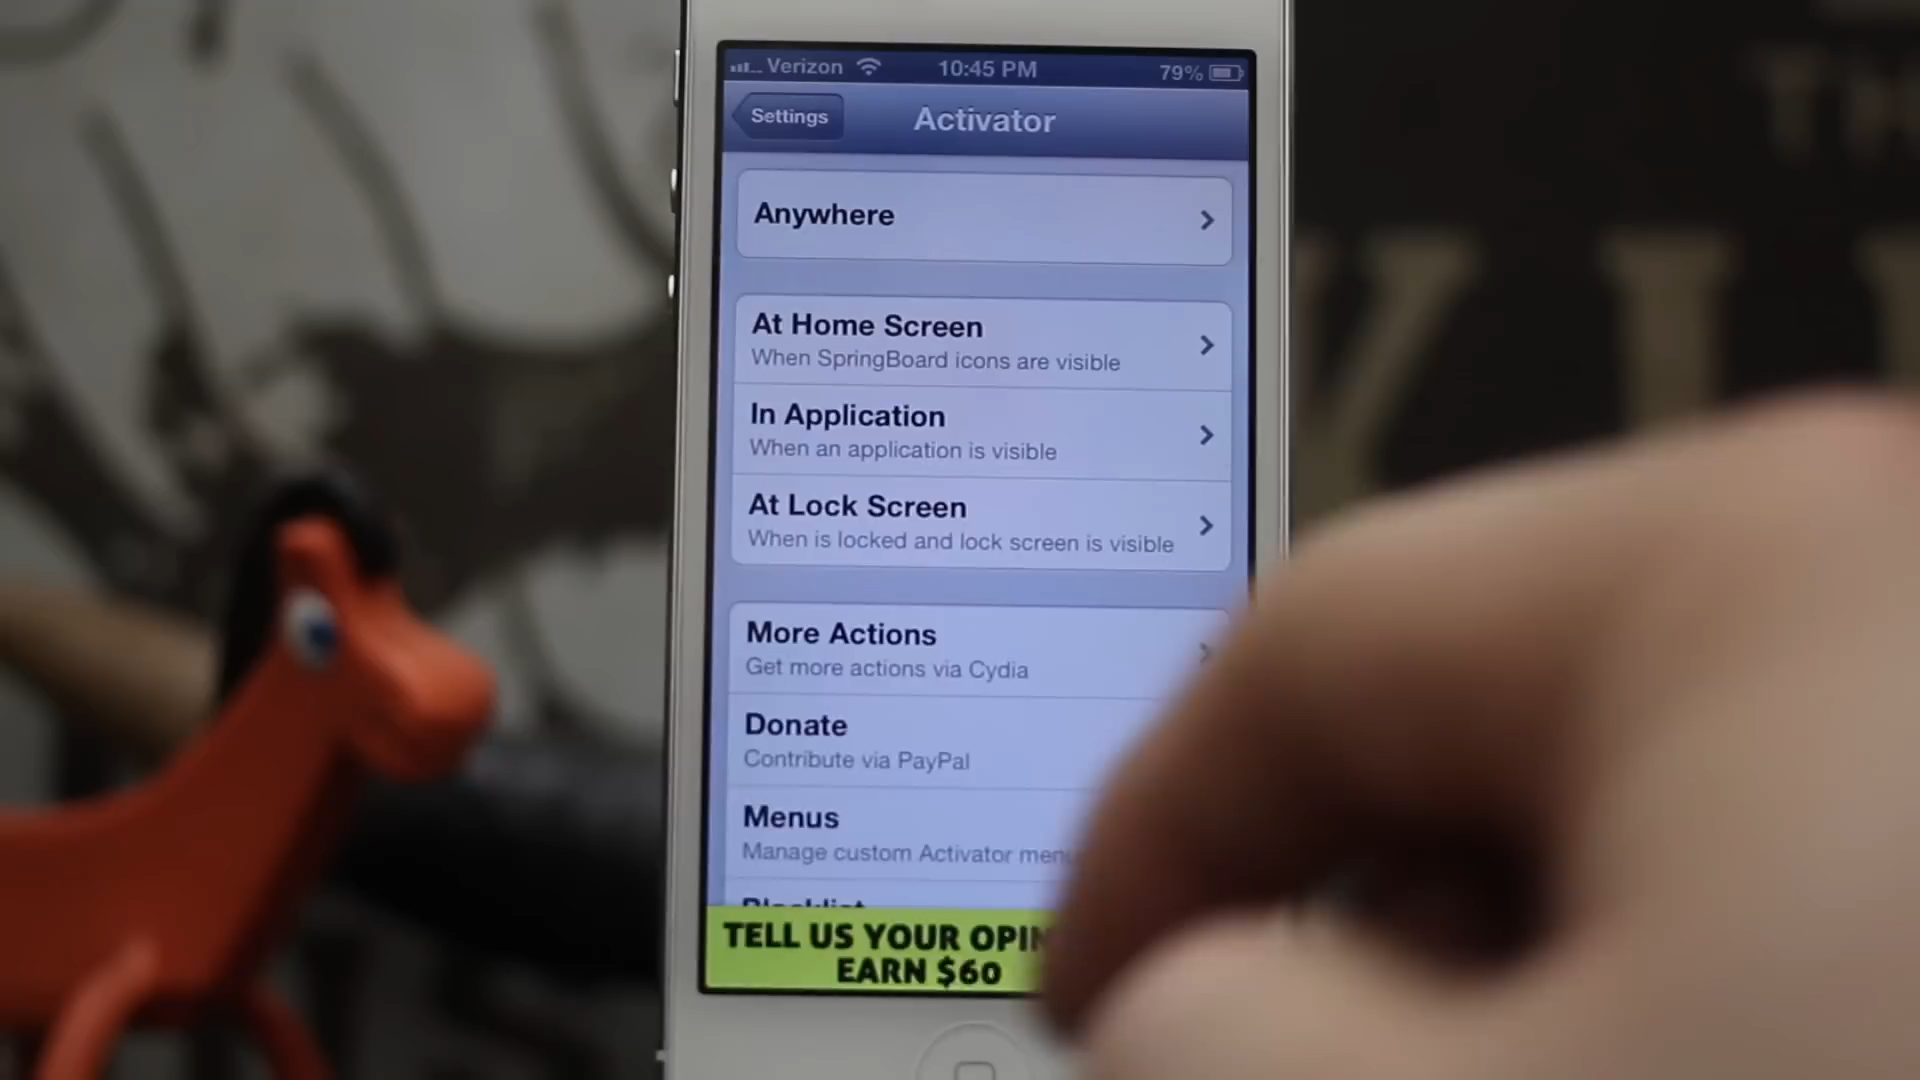 Verizon 10:45 PM 79%
Settings Activator
Anywhere
At Home Screen
When SpringBoard icons are visible
In Application
When an application is visible
At Lock Screen
When is locked and lock screen is visible
More Actions
Get more actions via Cydia
Donate
Contribute via PayPal
Menus
Manage custom Activator
Blacklist
TELL US YOUR
EARN $60